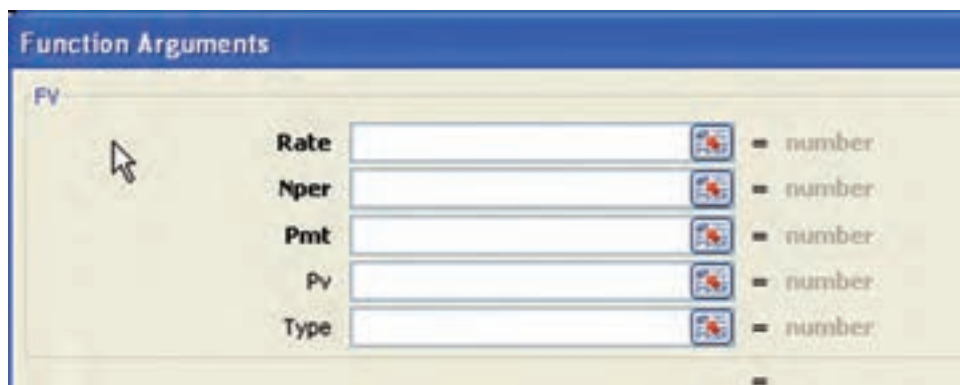 Function Arguments
FV
Rate = number
Nper = number
Pmt = number
Pv = number
Type = number
=